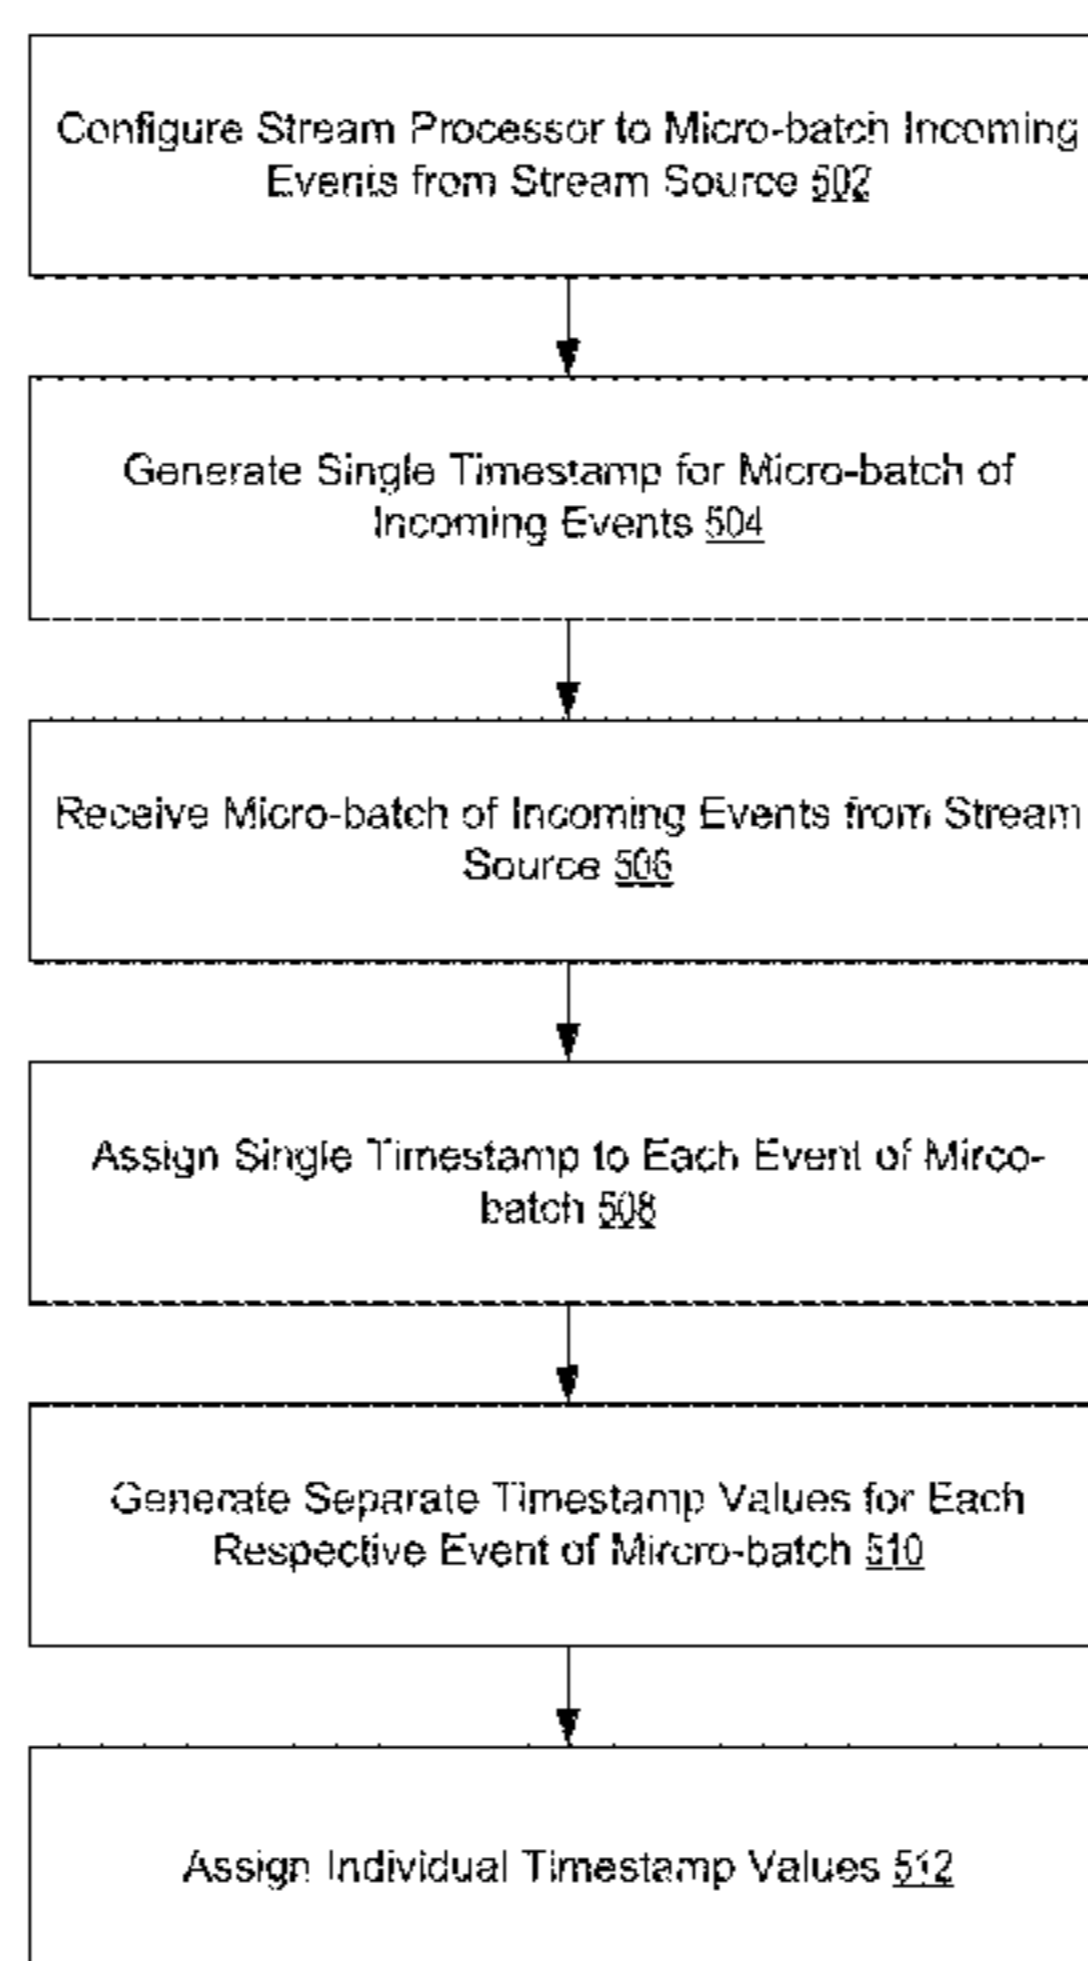 Configure Stream Processor to Micro-batch Incoming
Events from Stream Source 502
Generate Single Timestamp for Micro-batch of
Incoming Events 504
Receive Micro-batch of Incoming Events from Stream
Source 506
Assign Single Timestamp to Each Event of Mirco-
batch 508
Generate Separate Timestamp Values for Each
Respective Event of Mircro-batch 510
Assign Individual Timestamp Values 512